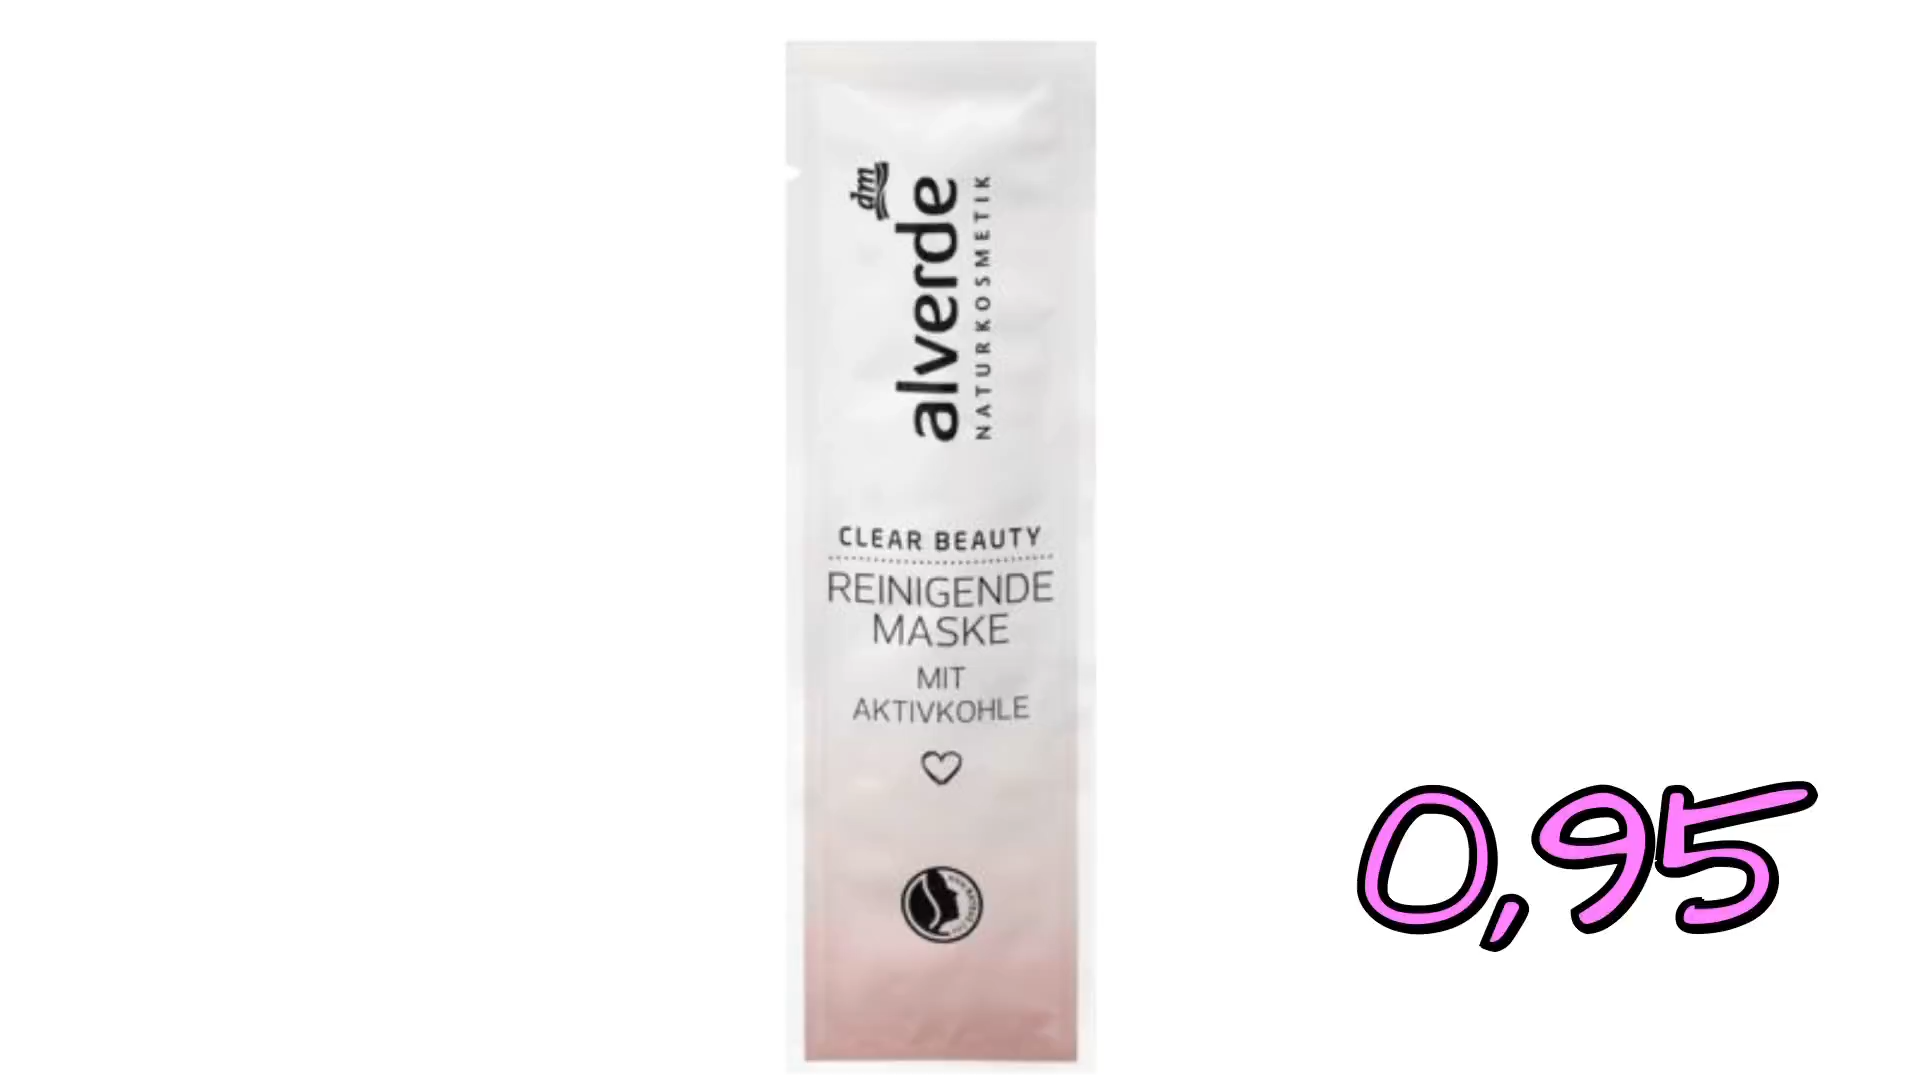 dm
alverde
NATURKOSMETIK
CLEAR BEAUTY
REINIGENDE
MASKE
MIT
AKTIVKOHLE
0,95